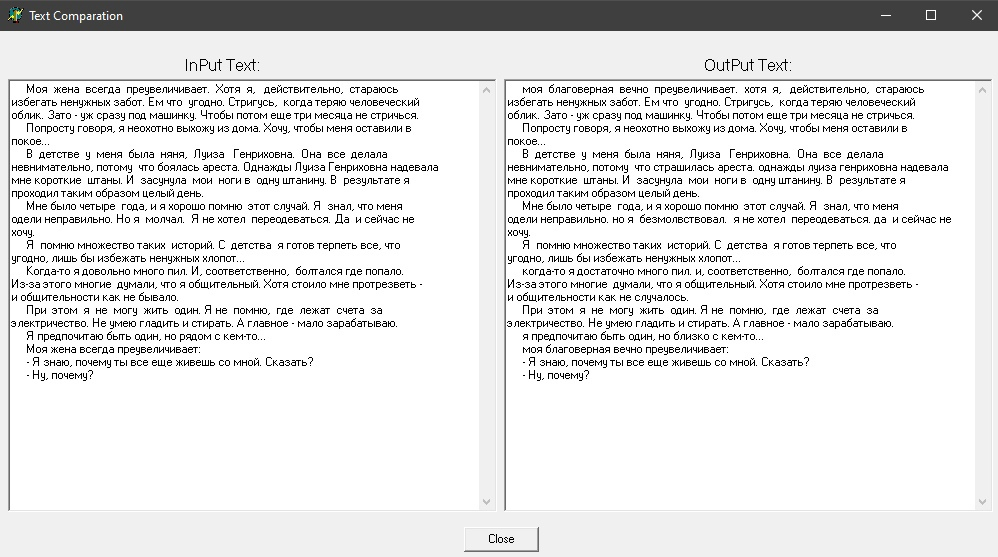 Text Comparation
InPut Text:
Моя жена всегда преувеличивает. Хотя я, действительно, стараюсь
избегать ненужных забот. Ем что угодно. Стригусь, когда теряю человеческий
облик. Зато - уж сразу под машинку. Чтобы потом еще три месяца не стричься.
Попросту говоря, я неохотно выхожу из дома. Хочу, чтобы меня оставили в
покое...
В детстве у меня была няня, Луиза Генриховна. Она все делала
невнимательно, потому что боялась ареста. Однажды Луиза Генриховна надевала
мне короткие штаны. И засунула мои ноги в одну штанину. В результате я
проходил таким образом целый день.
Мне было четыре года, и я хорошо помню этот случай. Я знал, что меня
одели неправильно. Но я молчал. Я не хотел переодеваться. Да и сейчас не
хочу.
Я помню множество таких историй. С детства я готов терпеть все, что
угодно, лишь бы избежать ненужных хлопот...
Когда-то я довольно много пил. И, соответственно, болтался где попало.
Из-за этого многие думали, что я общительный. Хотя стоило мне протрезветь -
и общительности как не бывало.
При этом я не могу жить один. Я не помню, где лежат счета за
электричество. Не умею гладить и стирать. А главное - мало зарабатываю.
Я предпочитаю быть один, но рядом с кем-то...
Моя жена всегда преувеличивает:
- Я знаю, почему ты все еще живешь со мной. Сказать?
- Ну, почему?
OutPut Text:
моя благоверная вечно преувеличивает. хотя я, действительно, стараюсь
избегать ненужных забот. Ем что угодно. Стригусь, когда теряю человеческий
облик. Зато - уж сразу под машинку. Чтобы потом еще три месяца не стричься.
Попросту говоря, я неохотно выхожу из дома. Хочу, чтобы меня оставили в
покое...
В детстве у меня была няня, Луиза Генриховна. Она все делала
невнимательно, потому что страшилась ареста. однажды луиза генриховна надевала
мне короткие штаны. И засунула мои ноги в одну штанину. В результате я
проходил таким образом целый день.
Мне было четыре года, и я хорошо помню этот случай. Я знал, что меня
одели неправильно. но я безмолвствовал. я не хотел переодеваться. да и сейчас не
хочу.
Я помню множество таких историй. С детства я готов терпеть все, что
угодно, лишь бы избежать ненужных хлопот...
когда-то я достаточно много пил. и, соответственно, болтался где попало.
Из-за этого многие думали, что я общительный. Хотя стоило мне протрезветь -
и общительности как не случалось.
При этом я не могу жить один. Я не помню, где лежат счета за
электричество. Не умею гладить и стирать. А главное - мало зарабатываю.
я предпочитаю быть один, но близко с кем-то...
моя благоверная вечно преувеличивает:
- Я знаю, почему ты все еще живешь со мной. Сказать?
- Ну, почему?
Close